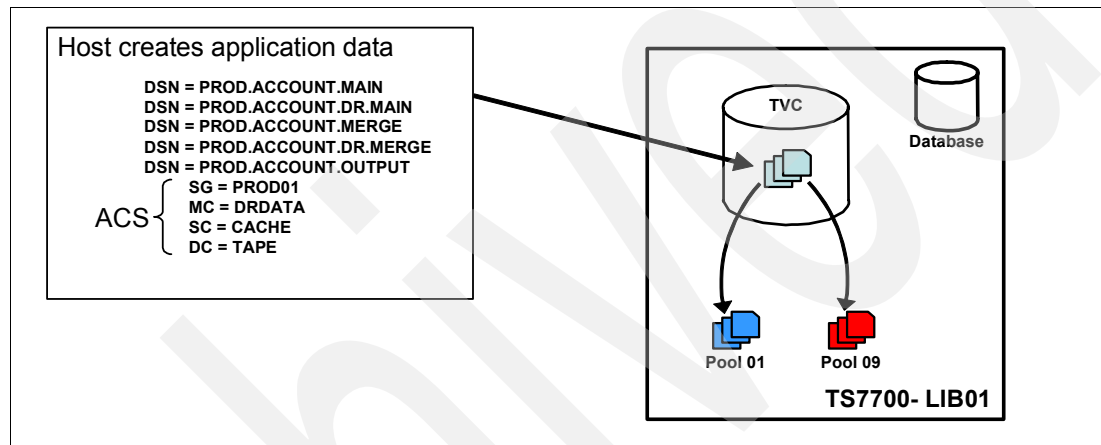 Host creates application data
DSN = PROD.ACCOUNT.MAIN
DSN = PROD.ACCOUNT.DR.MAIN
DSN = PROD.ACCOUNT.MERGE
DSN = PROD.ACCOUNT.DR.MERGE
DSN = PROD.ACCOUNT.OUTPUT
ACS
SG = PROD01
MC = DRDATA
SC = CACHE
DC = TAPE
TVC
Database
Pool 01
Pool 09
TS7700- LIB01